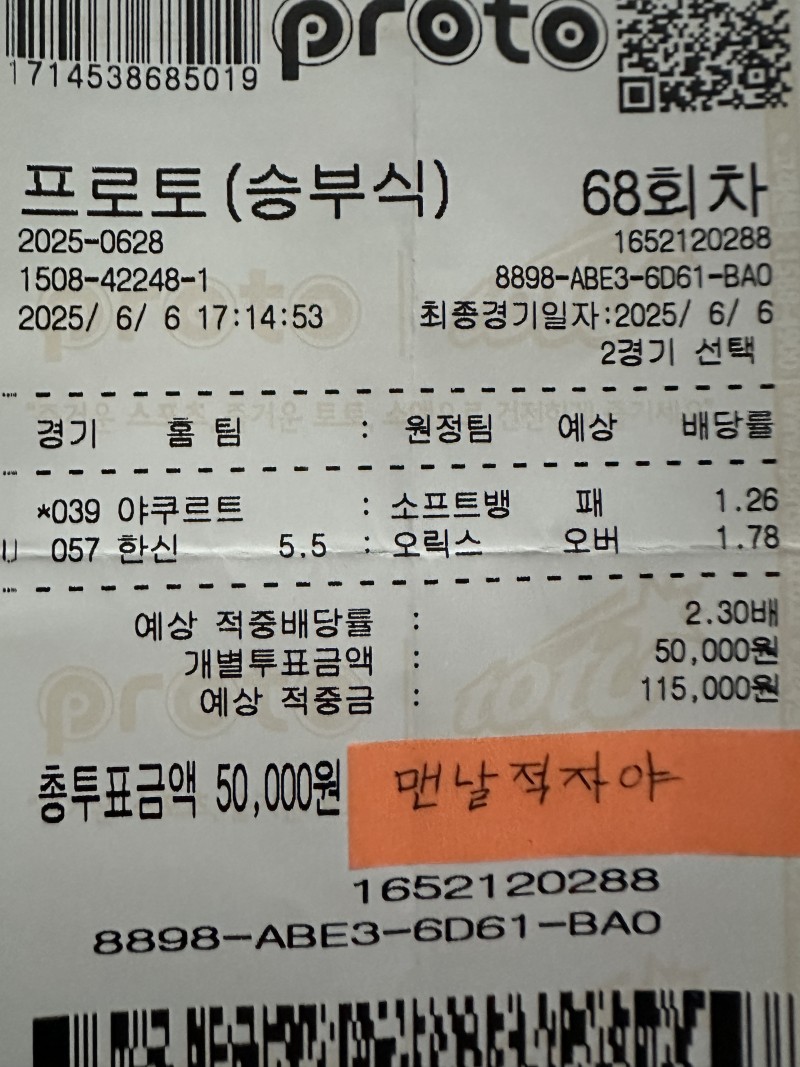 1714538685019
proto
프로토(승부식) 68회차
2025-0628 1652120288
1508-42248-1 8898-ABE3-6D61-BA0
2025/ 6/ 6 17:14:53 최종경기일자:2025/ 6/ 6
2경기 선택
경기 홈 팀 : 원정팀 예상 배당률
*039 야쿠르트 : 소프트뱅 패 1.26
U 057 한신 5.5 : 오릭스 오버 1.78
예상 적중배당률 : 2.30배
개별투표금액 : 50,000원
예상 적중금 : 115,000원
총투표금액 50,000원 맨날적자야
1652120288
8898-ABE3-6D61-BA0